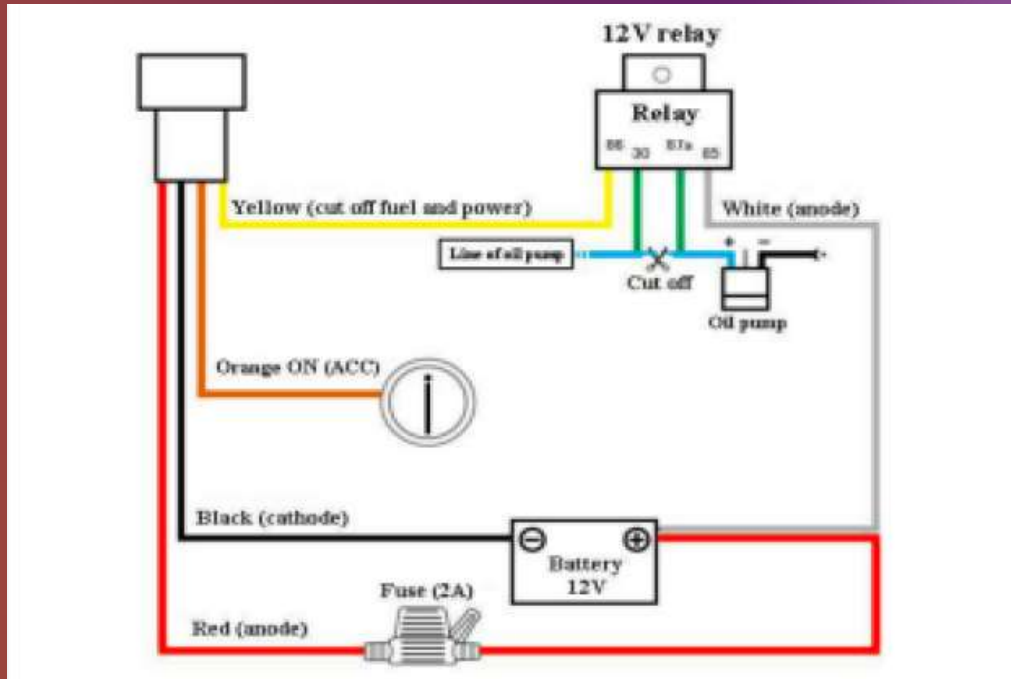 12V relay
Relay
86 30 87a 85
Yellow (cut off fuel and power)
White (anode)
Line of oil pump
+ −
Cut off
Oil pump
Orange ON (ACC)
Black (cathode)
− +
Battery
12V
Fuse (2A)
Red (anode)